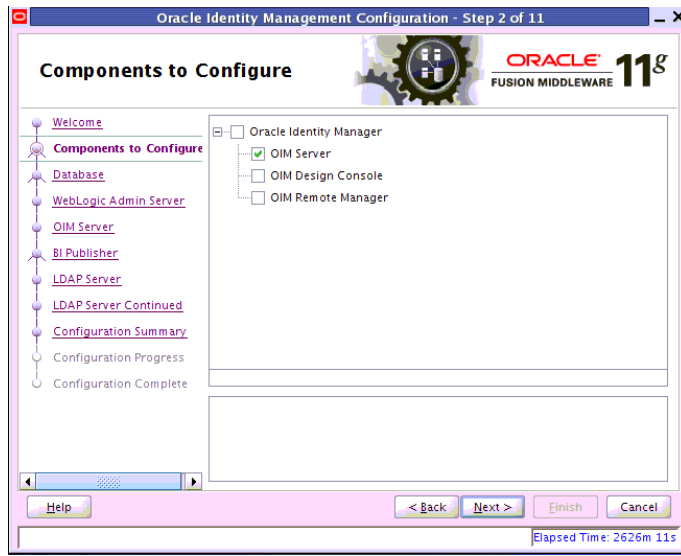 Oracle Identity Management Configuration - Step 2 of 11
Components to Configure
ORACLE
FUSION MIDDLEWARE 11g
Welcome
Components to Configure
Database
WebLogic Admin Server
OIM Server
BI Publisher
LDAP Server
LDAP Server Continued
Configuration Summary
Configuration Progress
Configuration Complete
Oracle Identity Manager
OIM Server
OIM Design Console
OIM Remote Manager
Help
< Back
Next >
Finish
Cancel
Elapsed Time: 2626m 11s